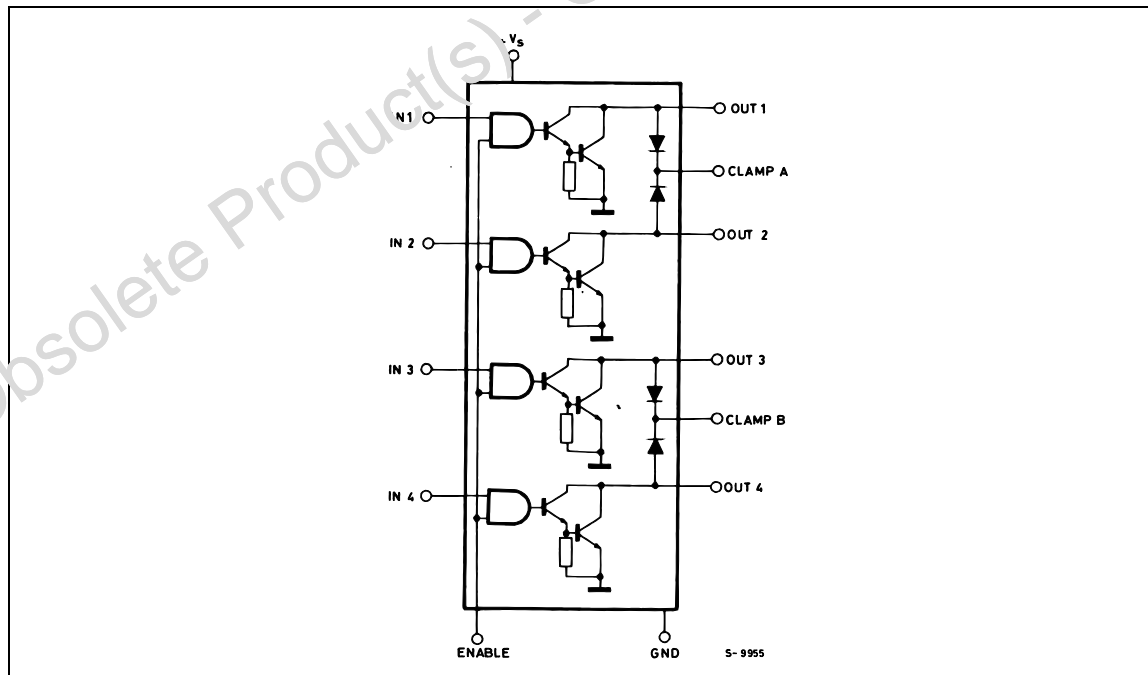 Vs
IN1
OUT 1
CLAMP A
IN 2
OUT 2
IN 3
OUT 3
CLAMP B
IN 4
OUT 4
ENABLE
GND
S-9955
Obsolete Product(s) -